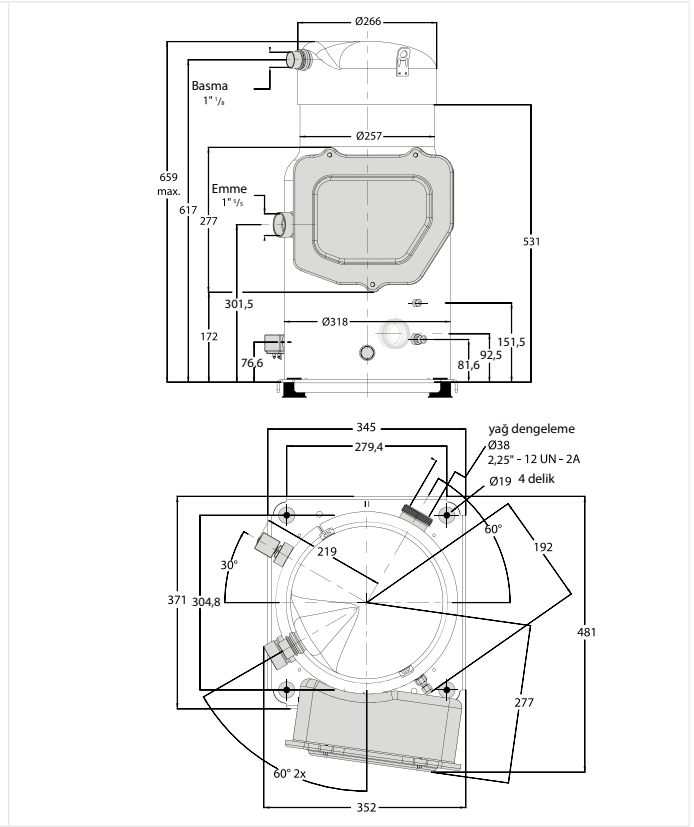 Ø266
Basma
1" 1/8
Ø257
659
max.
617
Emme
1" 5/5
277
531
301,5
Ø318
172
76,6
151,5
92,5
81,6
345
279,4
yağ dengeleme
Ø38
2,25" - 12 UN - 2A
Ø19 4 delik
60°
192
219
30°
371
304,8
481
277
60° 2x
352